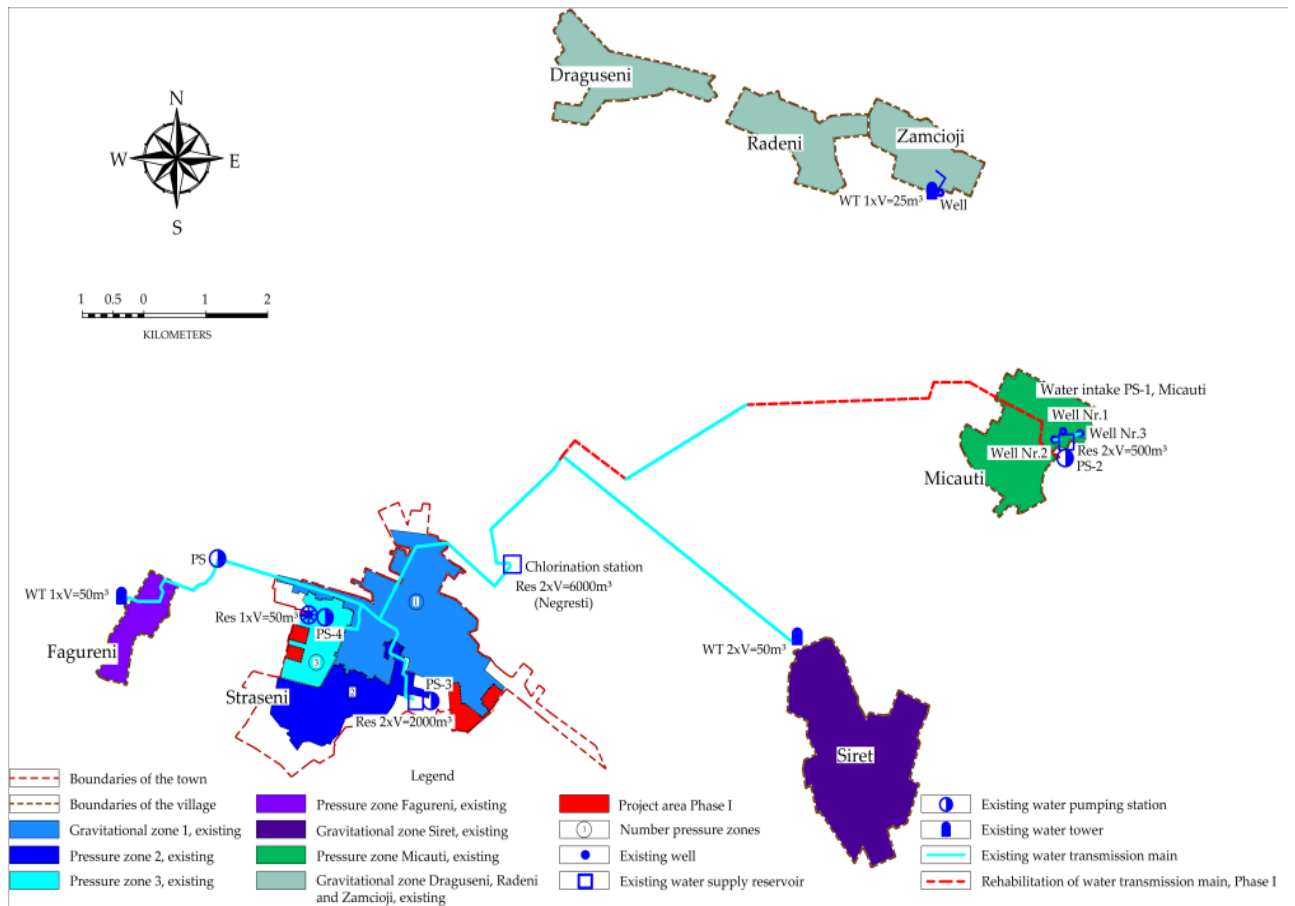 Draguseni
Radeni
Zamcioji
WT 1xV=25m³
Well
N
W
E
S
1 0.5 0 1 2
KILOMETERS
Water intake PS-1, Micauti
Well Nr.1
Well Nr.3
Well Nr.2
Res 2xV=500m³
PS-2
Micauti
PS
Chlorination station
Res 2xV=6000m³
(Negresti)
WT 1xV=50m³
Fagureni
Res 1xV=50m³
PS-4
1
3
2
Straseni
PS-3
Res 2xV=2000m³
WT 2xV=50m³
Siret
Legend
Boundaries of the town
Boundaries of the village
Gravitational zone 1, existing
Pressure zone 2, existing
Pressure zone 3, existing
Pressure zone Fagureni, existing
Gravitational zone Siret, existing
Pressure zone Micauti, existing
Gravitational zone Draguseni, Radeni
and Zamcioji, existing
Project area Phase I
1
Number pressure zones
Existing well
Existing water supply reservoir
Existing water pumping station
Existing water tower
Existing water transmission main
Rehabilitation of water transmission main, Phase I